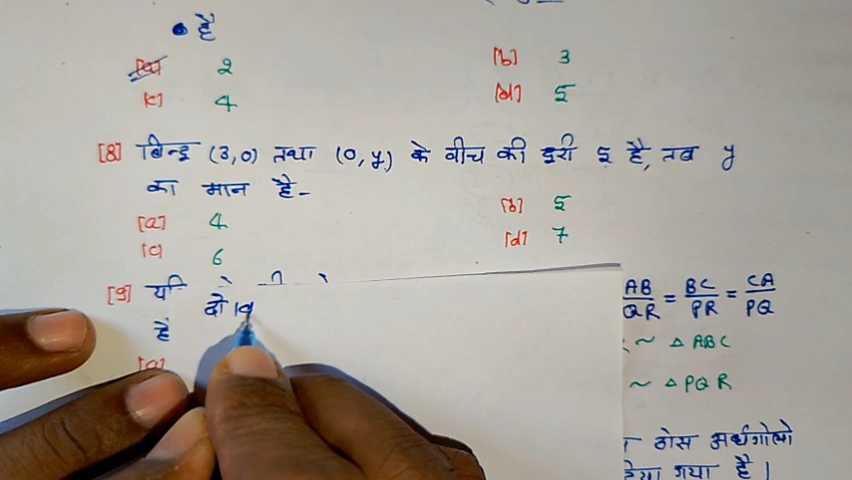 है
[a] 2 [b] 3
[c] 4 [d] 5
[8] बिन्दु (3,0) तथा (0,y) के बीच की दूरी 5 है, तब y
का मान है-
[a] 4 [b] 5
[c] 6 [d] 7
[9] यदि AB/QR = BC/PR = CA/PQ
है दो
~ △ ABC
[a]
~ △ PQR
ठोस अर्धगोलो
गया है।